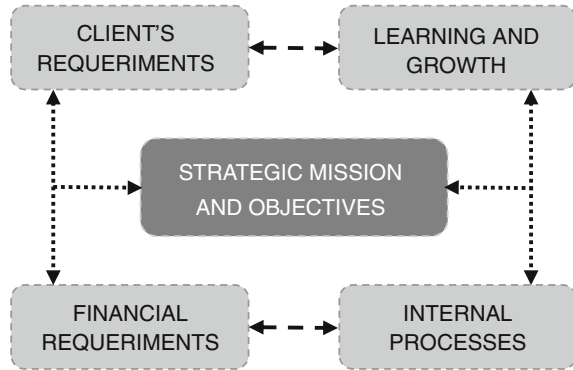 CLIENT'S
REQUERIMENTS
LEARNING AND
GROWTH
STRATEGIC MISSION
AND OBJECTIVES
FINANCIAL
REQUERIMENTS
INTERNAL
PROCESSES